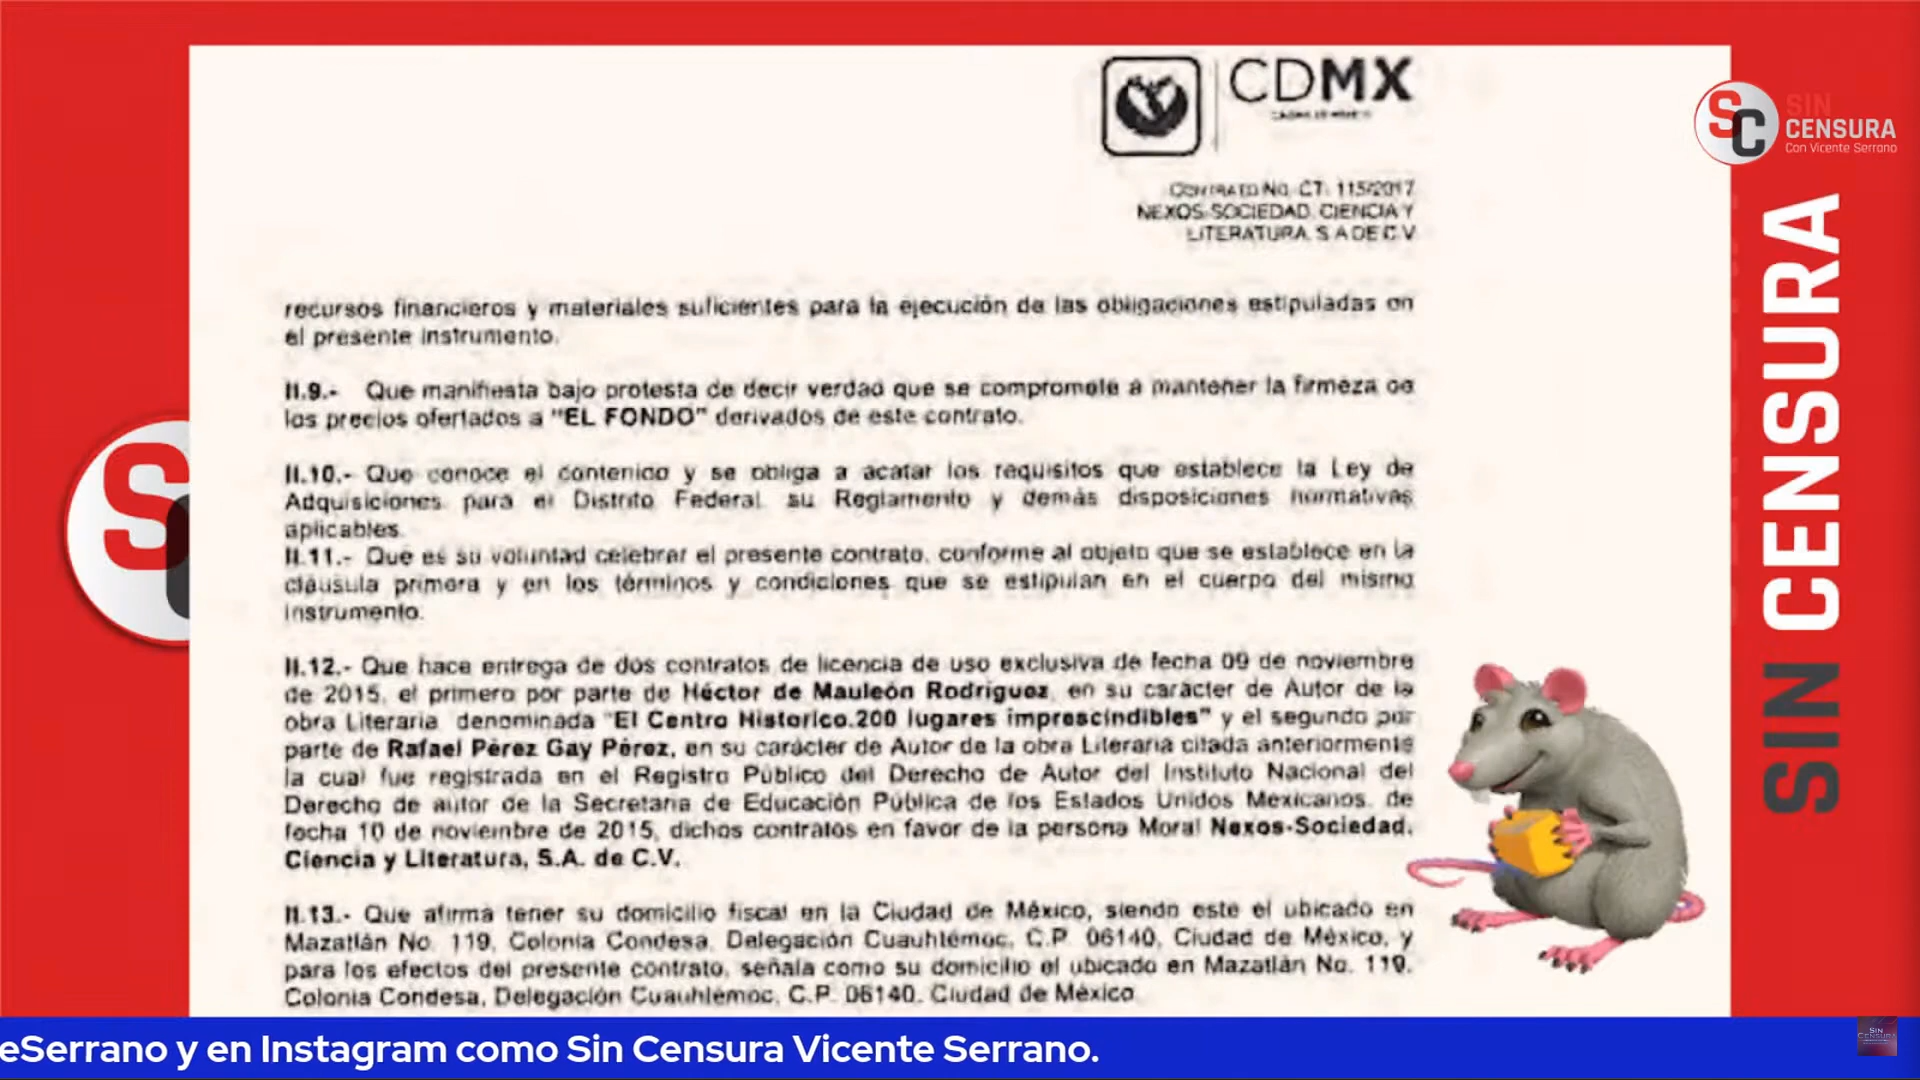 CDMX
CIUDAD DE MÉXICO
CONTRATO NO. CT. 115/2017
NEXOS-SOCIEDAD, CIENCIA Y
LITERATURA, S.A DE C.V
SC
SIN
CENSURA
Con Vicente Serrano
recursos financieros y materiales suficientes para la ejecución de las obligaciones estipuladas en
el presente instrumento.
II.9.- Que manifiesta bajo protesta de decir verdad que se compromete a mantener la firmeza de
los precios ofertados a "EL FONDO" derivados de este contrato.
II.10.- Que conoce el contenido y se obliga a acatar los requisitos que establece la Ley de
Adquisiciones para el Distrito Federal, su Reglamento y demás disposiciones normativas
aplicables.
II.11.- Que es su voluntad celebrar el presente contrato, conforme al objeto que se establece en la
cláusula primera y en los términos y condiciones que se estipulan en el cuerpo del mismo
instrumento.
II.12.- Que hace entrega de dos contratos de licencia de uso exclusiva de fecha 09 de noviembre
de 2015, el primero por parte de Héctor de Mauleón Rodríguez, en su carácter de Autor de la
obra Literaria denominada "El Centro Historico.200 lugares imprescindibles" y el segundo por
parte de Rafael Pérez Gay Pérez, en su carácter de Autor de la obra Literaria citada anteriormente
la cual fue registrada en el Registro Público del Derecho de Autor del Instituto Nacional del
Derecho de autor de la Secretaria de Educación Pública de los Estados Unidos Mexicanos, de
fecha 10 de noviembre de 2015, dichos contratos en favor de la persona Moral Nexos-Sociedad,
Ciencia y Literatura, S.A. de C.V.
II.13.- Que afirma tener su domicilio fiscal en la Ciudad de México, siendo este el ubicado en
Mazatlán No. 119, Colonia Condesa, Delegación Cuauhtémoc, C.P. 06140, Ciudad de México, y
para los efectos del presente contrato, señala como su domicilio el ubicado en Mazatlán No. 119,
Colonia Condesa, Delegación Cuauhtémoc, C.P. 06140, Ciudad de México
SIN CENSURA
SC
eSerrano y en Instagram como Sin Censura Vicente Serrano.
SIN
CENSURA